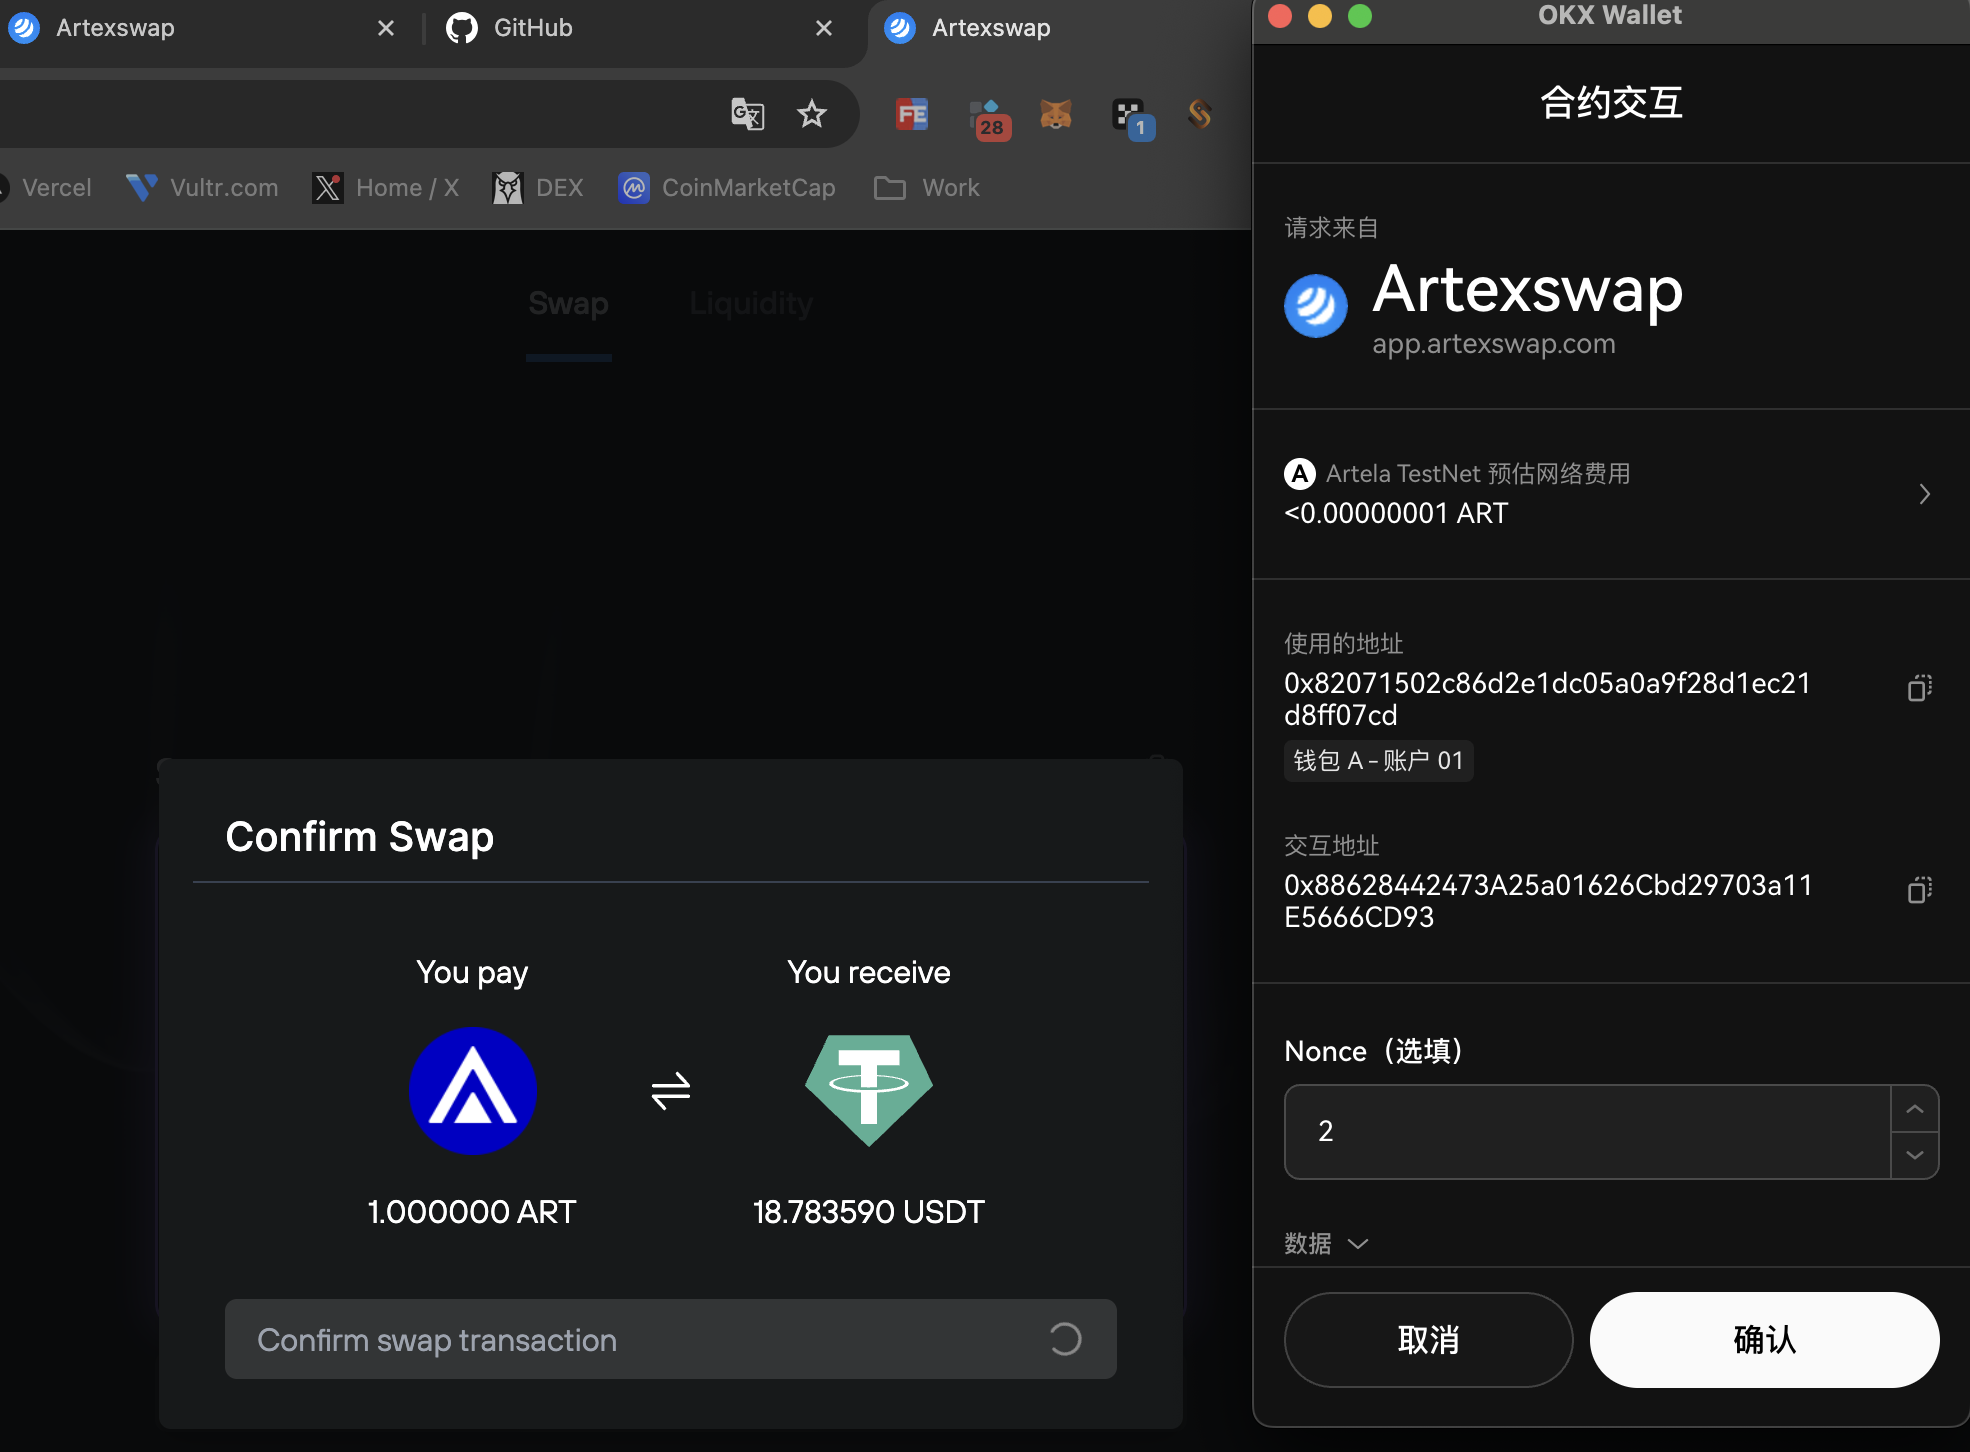 Artexswap
GitHub
Artexswap
FE
28
1
Vercel
Vultr.com
Home / X
DEX
CoinMarketCap
Work
Swap
Liquidity
Confirm Swap
You pay
You receive
1.000000 ART
18.783590 USDT
Confirm swap transaction
OKX Wallet
合约交互
请求来自
Artexswap
app.artexswap.com
Artela TestNet 预估网络费用
<0.00000001 ART
使用的地址
0x82071502c86d2e1dc05a0a9f28d1ec21
d8ff07cd
钱包 A - 账户 01
交互地址
0x88628442473A25a01626Cbd29703a11
E5666CD93
Nonce（选填）
2
数据
取消
确认